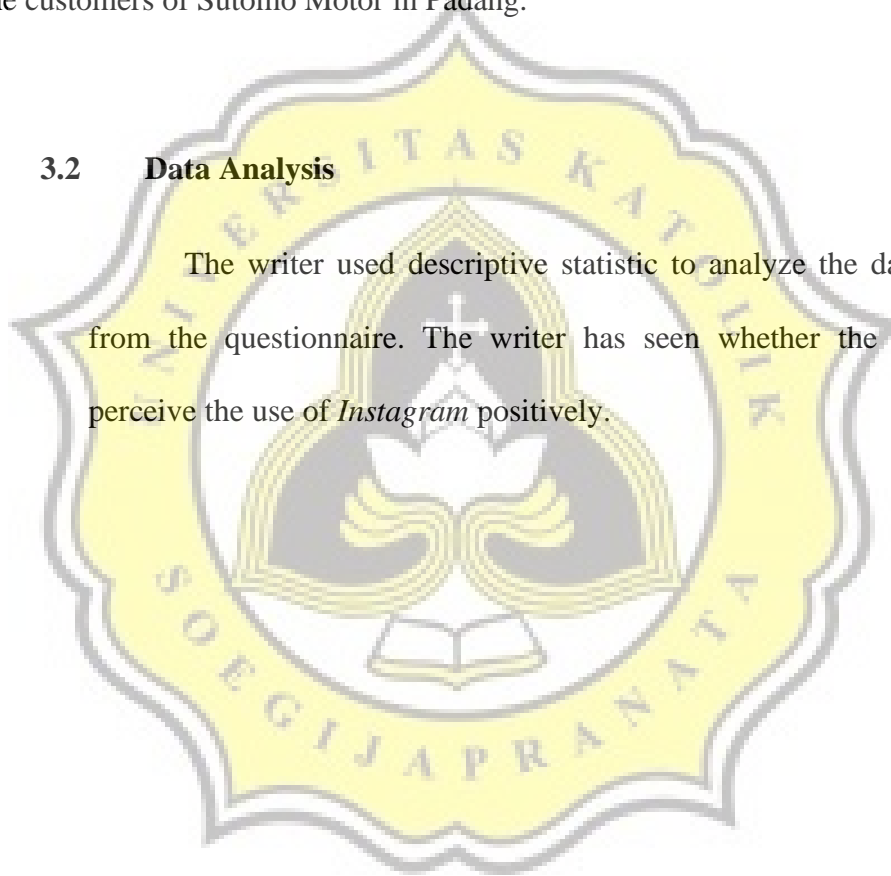 e customers of Sutomo Motor in Padang.
3.2 Data Analysis
The writer used descriptive statistic to analyze the da
from the questionnaire. The writer has seen whether the
perceive the use of Instagram positively.
UNIVERSITAS KATOLIK
SOEGIJAPRANATA